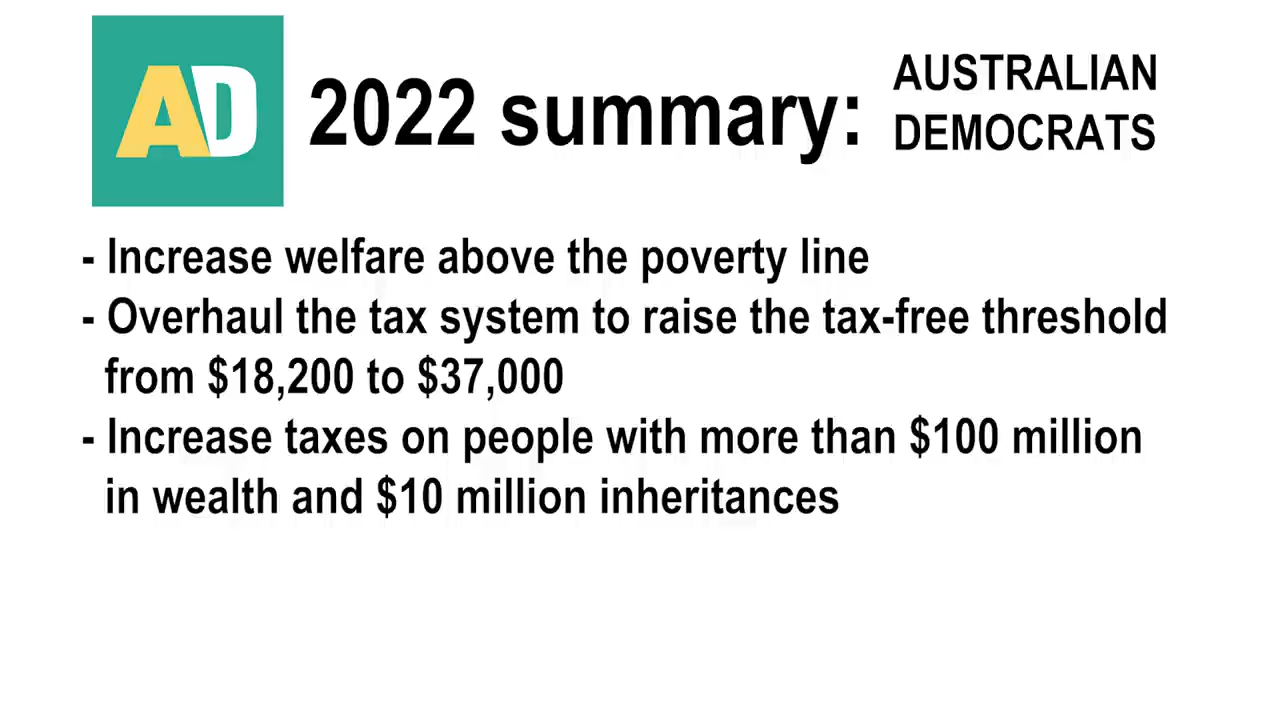 AD
2022 summary:
AUSTRALIAN
DEMOCRATS
- Increase welfare above the poverty line
- Overhaul the tax system to raise the tax-free threshold
from $18,200 to $37,000
- Increase taxes on people with more than $100 million
in wealth and $10 million inheritances